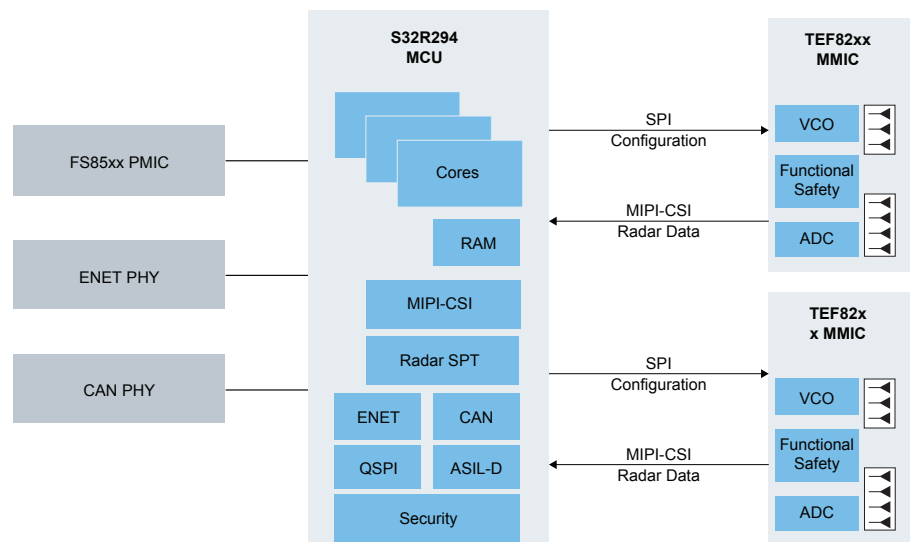 FS85xx PMIC
ENET PHY
CAN PHY
S32R294
MCU
Cores
RAM
MIPI-CSI
Radar SPT
ENET
CAN
QSPI
ASIL-D
Security
SPI
Configuration
MIPI-CSI
Radar Data
SPI
Configuration
MIPI-CSI
Radar Data
TEF82xx
MMIC
VCO
Functional
Safety
ADC
TEF82x
x MMIC
VCO
Functional
Safety
ADC